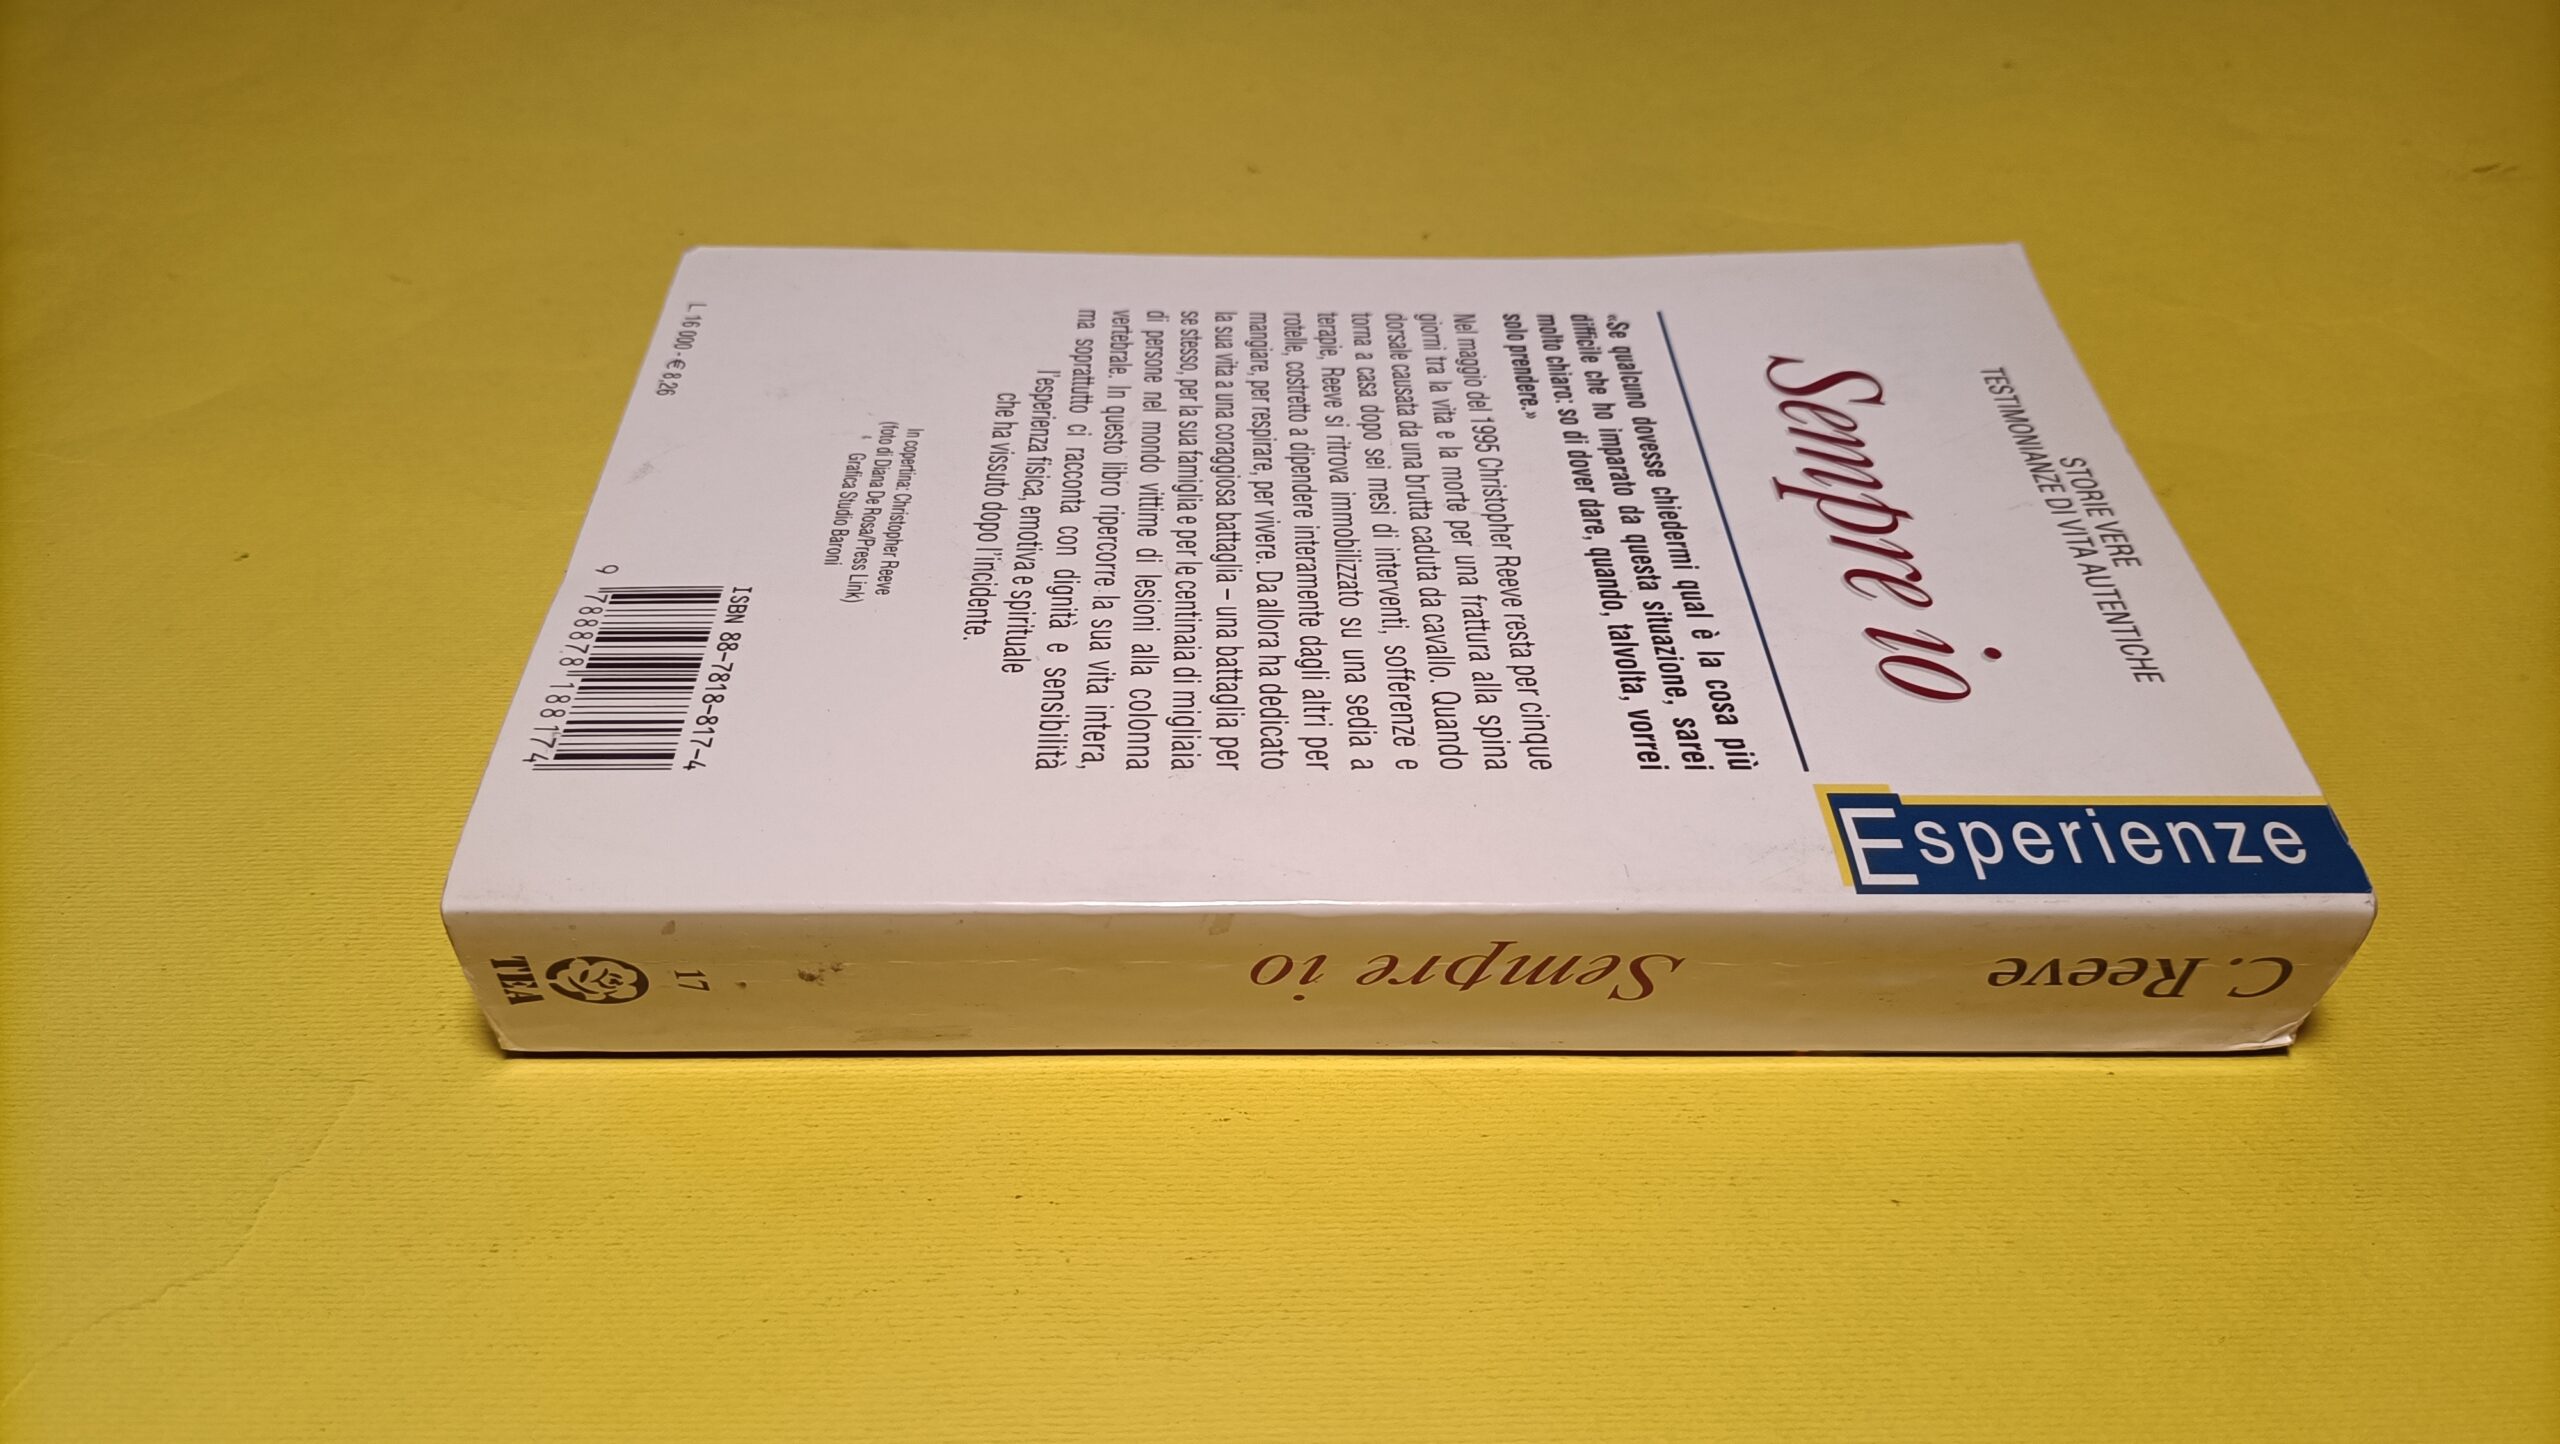 STORIE VERE
TESTIMONIANZE DI VITA AUTENTICHE
Esperienze
Sempre io
«Se qualcuno dovesse chiedermi qual è la cosa più
difficile che ho imparato da questa situazione, sarei
molto chiaro: so di dover dare, quando, talvolta, vorrei
solo prendere.»
Nel maggio del 1995 Christopher Reeve resta per cinque
giorni tra la vita e la morte per una frattura alla spina
dorsale causata da una brutta caduta da cavallo. Quando
torna a casa dopo sei mesi di interventi, sofferenze e
terapie, Reeve si ritrova immobilizzato su una sedia a
rotelle, costretto a dipendere interamente dagli altri per
mangiare, per respirare, per vivere. Da allora ha dedicato
la sua vita a una coraggiosa battaglia – una battaglia per
se stesso, per la sua famiglia e per le centinaia di migliaia
di persone nel mondo vittime di lesioni alla colonna
vertebrale. In questo libro ripercorre la sua vita intera,
ma soprattutto ci racconta con dignità e sensibilità
l'esperienza fisica, emotiva e spirituale
che ha vissuto dopo l'incidente.
In copertina: Christopher Reeve
(foto di Diana De Rosa/Press Link)
Grafica Studio Baroni
ISBN 88-7818-817-4
9 788878 188174
L. 16 000 - € 8,26
C. Reeve
Sempre io
17
TEA